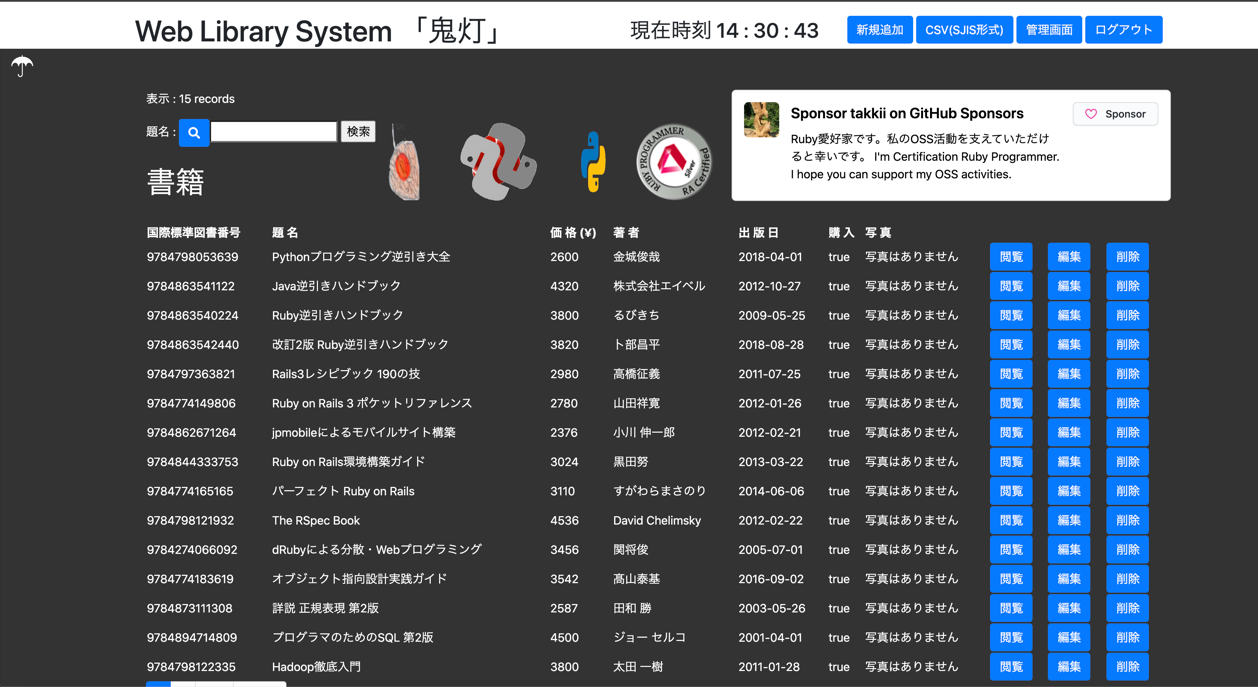 Web Library System 「鬼灯」 現在時刻 14 : 30 : 43 新規追加 CSV(SJIS形式) 管理画面 ログアウト
表示 : 15 records
題名 : 検索
書籍
RUBY PROGRAMMER
Silver
RA Certified
Sponsor takkii on GitHub Sponsors Sponsor
Ruby愛好家です。私のOSS活動を支えていただけ
ると幸いです。 I'm Certification Ruby Programmer.
I hope you can support my OSS activities.
国際標準図書番号 題 名 価 格 (¥) 著 者 出 版 日 購 入 写 真
9784798053639 Pythonプログラミング逆引き大全 2600 金城俊哉 2018-04-01 true 写真はありません 閲覧 編集 削除
9784863541122 Java逆引きハンドブック 4320 株式会社エイベル 2012-10-27 true 写真はありません 閲覧 編集 削除
9784863540224 Ruby逆引きハンドブック 3800 るびきち 2009-05-25 true 写真はありません 閲覧 編集 削除
9784863542440 改訂2版 Ruby逆引きハンドブック 3820 卜部昌平 2018-08-28 true 写真はありません 閲覧 編集 削除
9784797363821 Rails3レシピブック 190の技 2980 高橋征義 2011-07-25 true 写真はありません 閲覧 編集 削除
9784774149806 Ruby on Rails 3 ポケットリファレンス 2780 山田祥寛 2012-01-26 true 写真はありません 閲覧 編集 削除
9784862671264 jpmobileによるモバイルサイト構築 2376 小川 伸一郎 2012-02-21 true 写真はありません 閲覧 編集 削除
9784844333753 Ruby on Rails環境構築ガイド 3024 黒田努 2013-03-22 true 写真はありません 閲覧 編集 削除
9784774165165 パーフェクト Ruby on Rails 3110 すがわらまさのり 2014-06-06 true 写真はありません 閲覧 編集 削除
9784798121932 The RSpec Book 4536 David Chelimsky 2012-02-22 true 写真はありません 閲覧 編集 削除
9784274066092 dRubyによる分散・Webプログラミング 3456 関将俊 2005-07-01 true 写真はありません 閲覧 編集 削除
9784774183619 オブジェクト指向設計実践ガイド 3542 髙山泰基 2016-09-02 true 写真はありません 閲覧 編集 削除
9784873111308 詳説 正規表現 第2版 2587 田和 勝 2003-05-26 true 写真はありません 閲覧 編集 削除
9784894714809 プログラマのためのSQL 第2版 4500 ジョー セルコ 2001-04-01 true 写真はありません 閲覧 編集 削除
9784798122335 Hadoop徹底入門 3800 太田 一樹 2011-01-28 true 写真はありません 閲覧 編集 削除